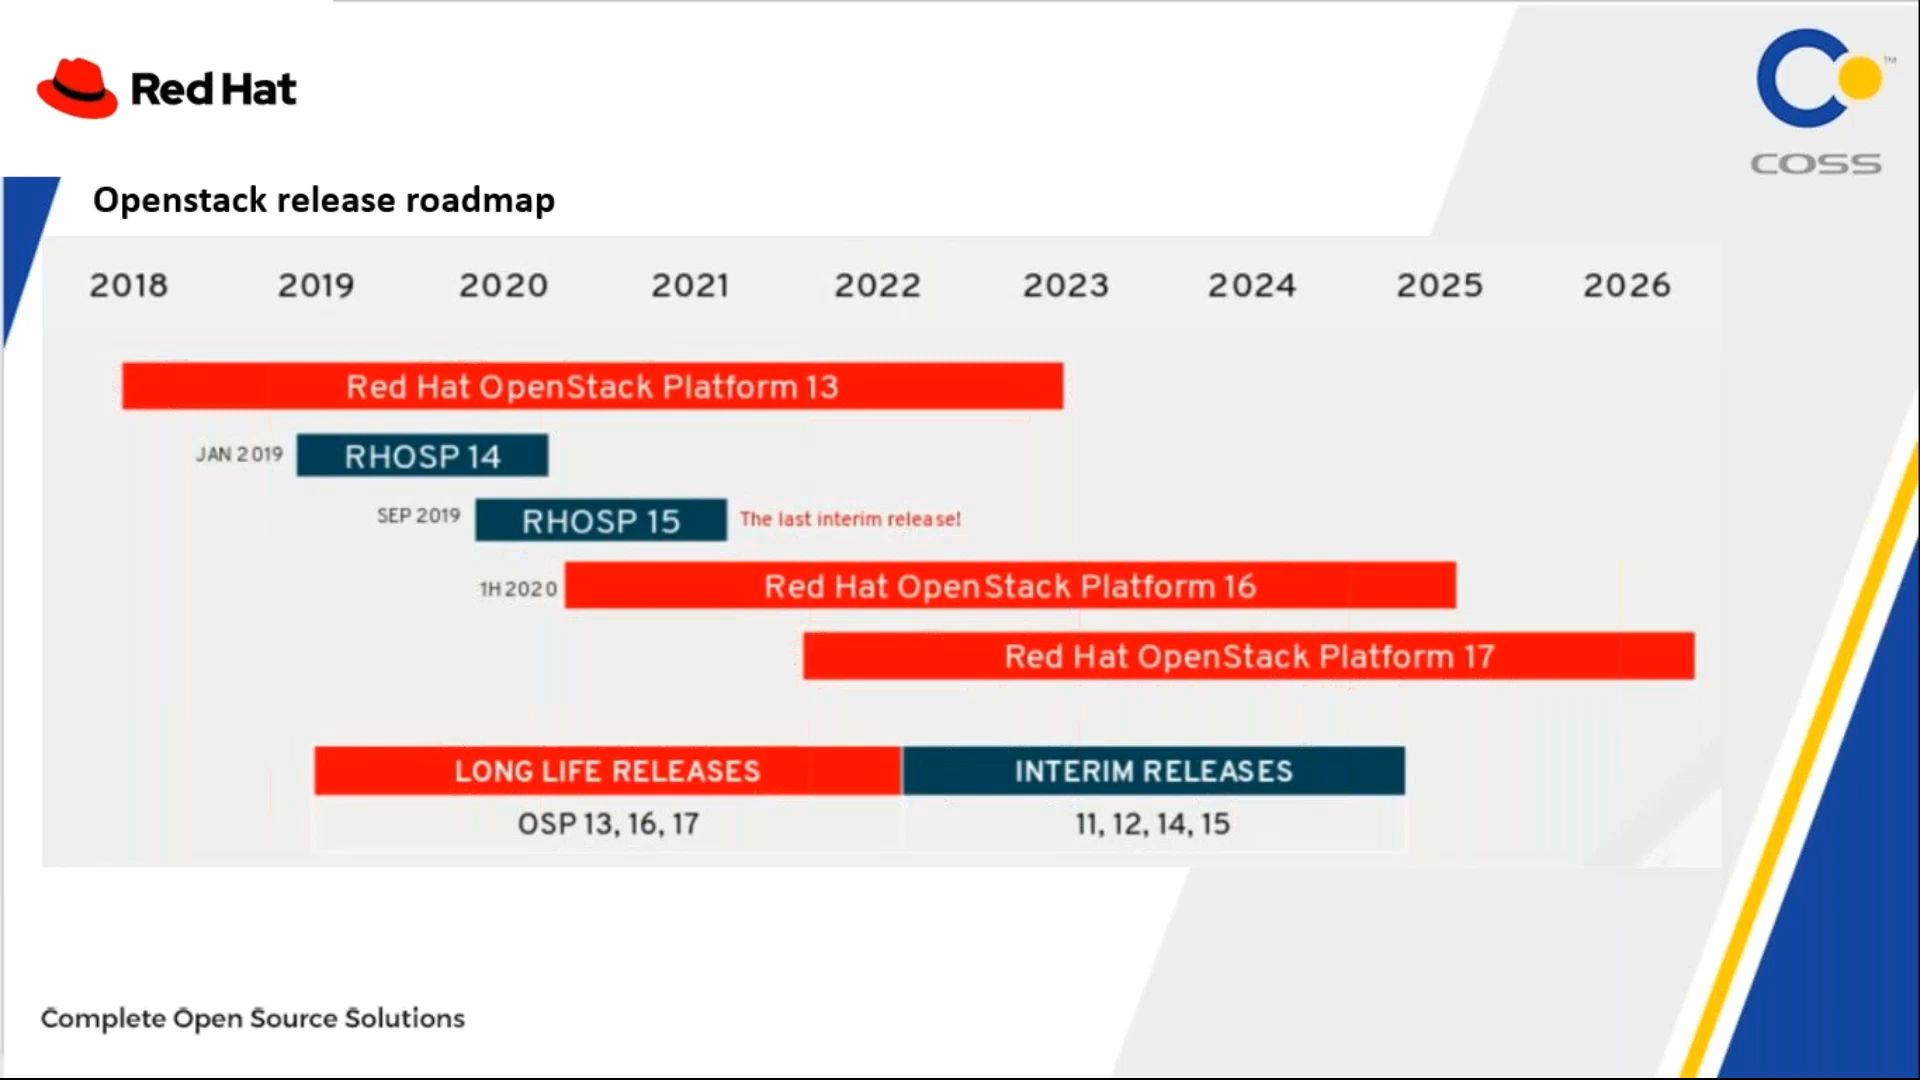 Red Hat
TM
COSS
Openstack release roadmap
2018 2019 2020 2021 2022 2023 2024 2025 2026
Red Hat OpenStack Platform 13
JAN 2019 RHOSP 14
SEP 2019 RHOSP 15 The last interim release!
1H 2020 Red Hat OpenStack Platform 16
Red Hat OpenStack Platform 17
LONG LIFE RELEASES INTERIM RELEASES
OSP 13, 16, 17 11, 12, 14, 15
Complete Open Source Solutions